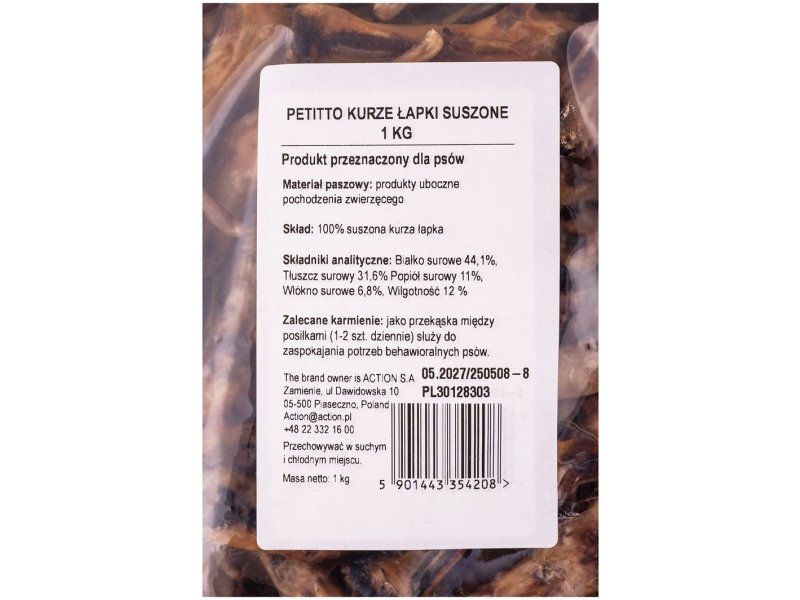 PETITTO KURZE ŁAPKI SUSZONE
1 KG
Produkt przeznaczony dla psów
Materiał paszowy: produkty uboczne
pochodzenia zwierzęcego
Skład: 100% suszona kurza łapka
Składniki analityczne: Białko surowe 44,1%,
Tłuszcz surowy 31,6% Popiół surowy 11%,
Włókno surowe 6,8%, Wilgotność 12 %
Zalecane karmienie: jako przekąska między
posiłkami (1-2 szt. dziennie) służy do
zaspokajania potrzeb behawioralnych psów.
The brand owner is ACTION S.A
Zamienie, ul Dawidowska 10
05-500 Piaseczno, Poland
Action@action.pl
+48 22 332 16 00
05.2027/250508-8
PL30128303
Przechowywać w suchym
i chłodnym miejscu.
Masa netto: 1 kg
5 901443 354208 >